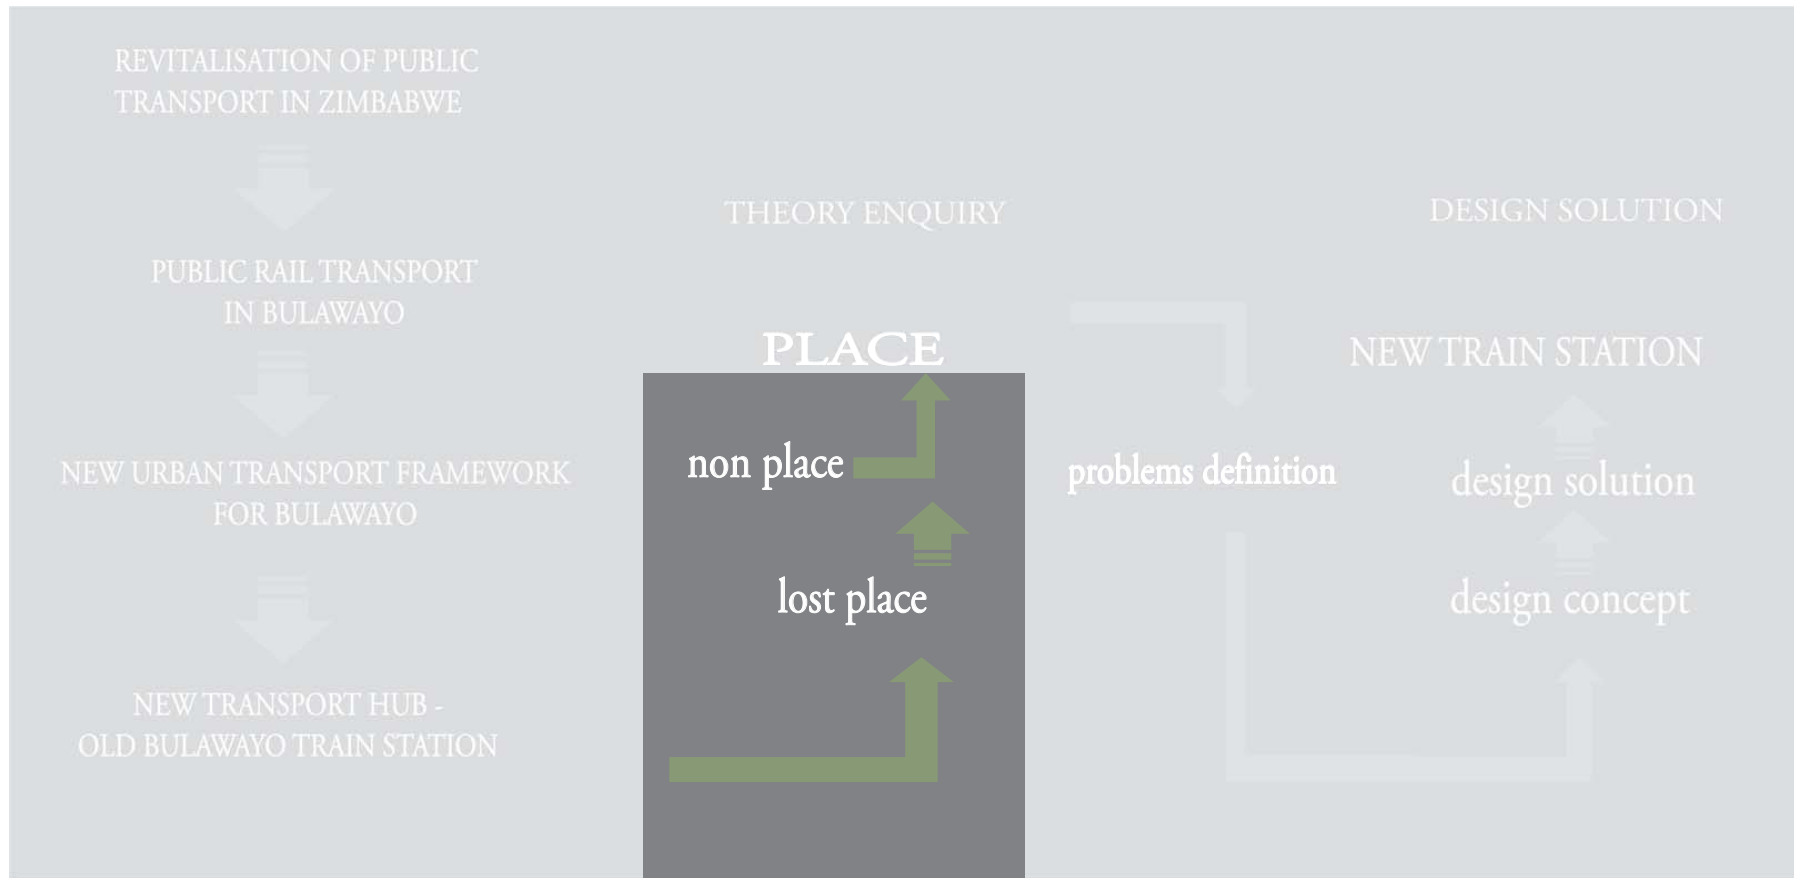 REVITALISATION OF PUBLIC
TRANSPORT IN ZIMBABWE
PUBLIC RAIL TRANSPORT
IN BULAWAYO
NEW URBAN TRANSPORT FRAMEWORK
FOR BULAWAYO
NEW TRANSPORT HUB -
OLD BULAWAYO TRAIN STATION
THEORY ENQUIRY
PLACE
non place
lost place
problems definition
DESIGN SOLUTION
NEW TRAIN STATION
design solution
design concept